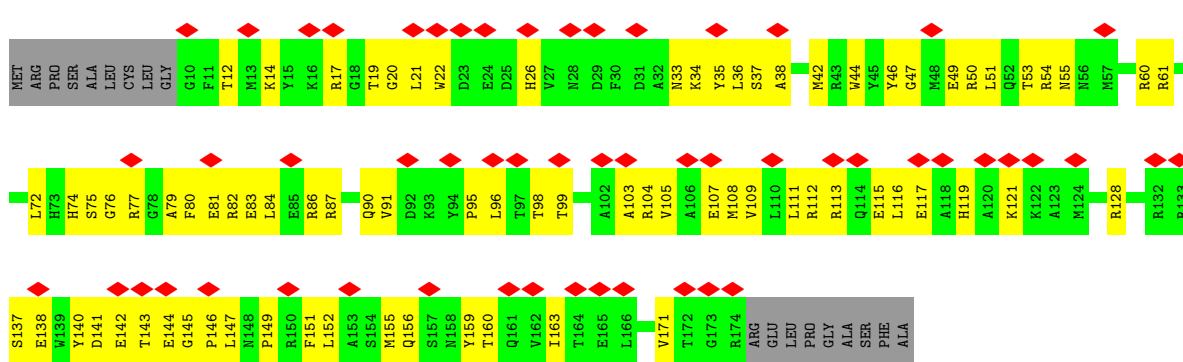 MET ARG PRO SER ALA LEU CYS LEU GLY G10 F11 T12 M13 K14 Y15 K16 R17 G18 T19 G20 L21 W22 D23 E24 D25 H26 V27 N28 D29 F30 D31 A32 N33 K34 Y35 L36 S37 A38 M42 R43 W44 Y45 Y46 G47 M48 E49 R50 L51 Q52 T53 R54 N55 N56 M57 R60 R61
L72 H73 H74 S75 G76 R77 G78 A79 F80 E81 R82 E83 L84 E85 R86 R87 Q90 V91 D92 K93 Y94 P95 L96 T97 T98 T99 A102 A103 R104 V105 A106 E107 M108 V109 L110 L111 R112 R113 Q114 E115 L116 E117 A118 H119 A120 K121 K122 A123 M124 R128 R132 R133
S137 E138 W139 Y140 D141 E142 T143 E144 G145 P146 L147 N148 P149 R150 F151 L152 A153 S154 M155 Q156 S157 N158 Y159 T160 Q161 V162 I163 T164 E165 L166 V171 T172 G173 R174 ARG GLU LEU PRO GLY ALA SER PHE ALA